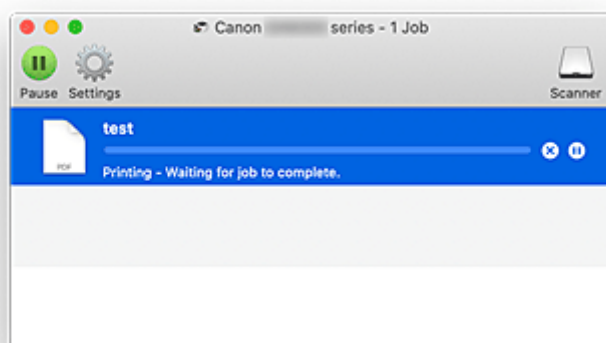 Canon series - 1 Job
Pause Settings Scanner
test
PDF
Printing - Waiting for job to complete.